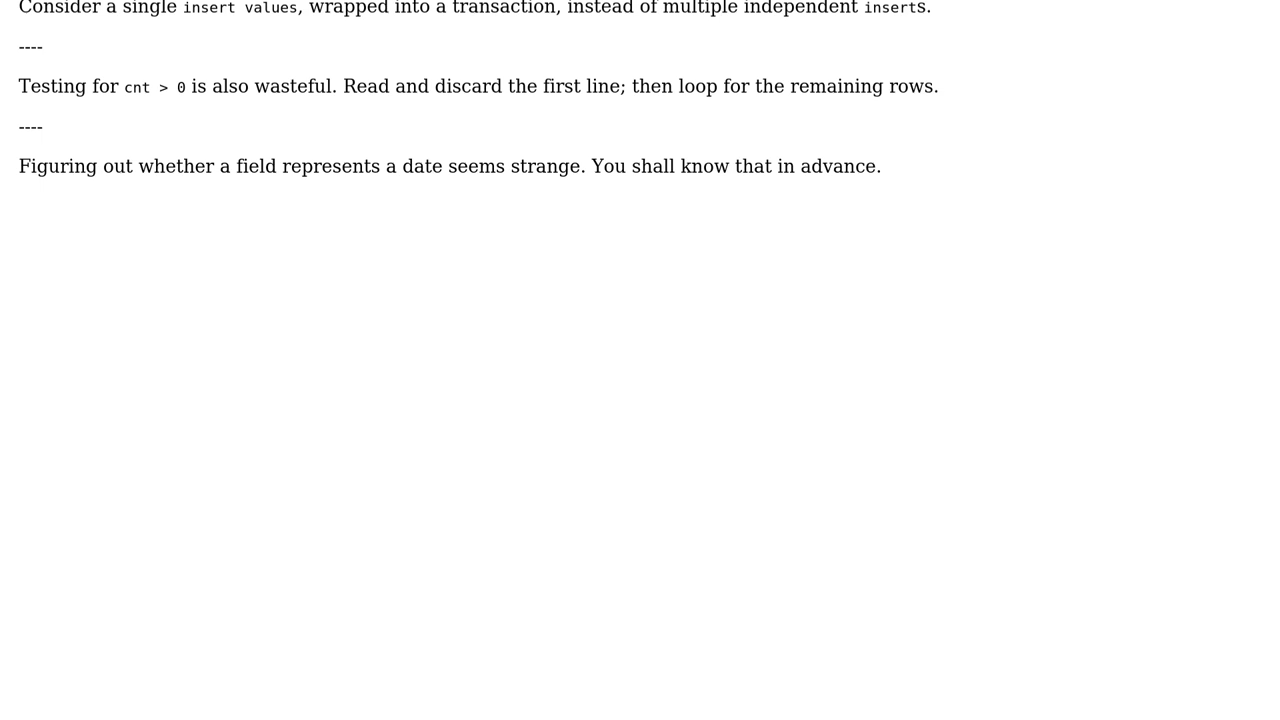 Consider a single insert values, wrapped into a transaction, instead of multiple independent inserts.
----
Testing for cnt > 0 is also wasteful. Read and discard the first line; then loop for the remaining rows.
----
Figuring out whether a field represents a date seems strange. You shall know that in advance.